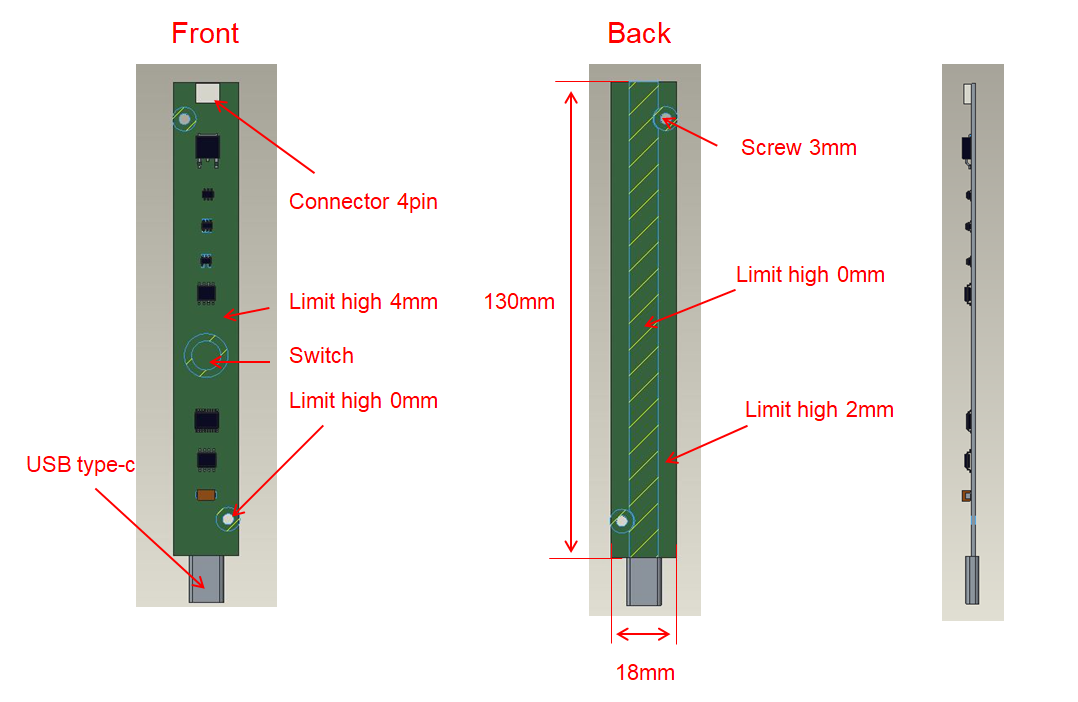 Front
Back
Screw 3mm
Connector 4pin
Limit high 0mm
Limit high 4mm
130mm
Switch
Limit high 0mm
Limit high 2mm
USB type-c
18mm